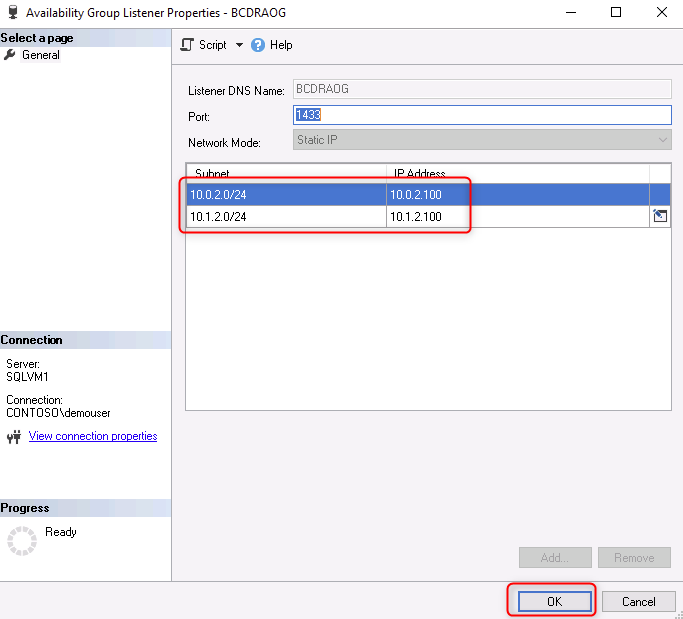 Availability Group Listener Properties - BCDRAOG
Select a page
General
Script
Help
Listener DNS Name: BCDRAOG
Port: 1433
Network Mode: Static IP
Subnet IP Address
10.0.2.0/24 10.0.2.100
10.1.2.0/24 10.1.2.100
Connection
Server:
SQLVM1
Connection:
CONTOSO\demouser
View connection properties
Progress
Ready
Add... Remove
OK Cancel